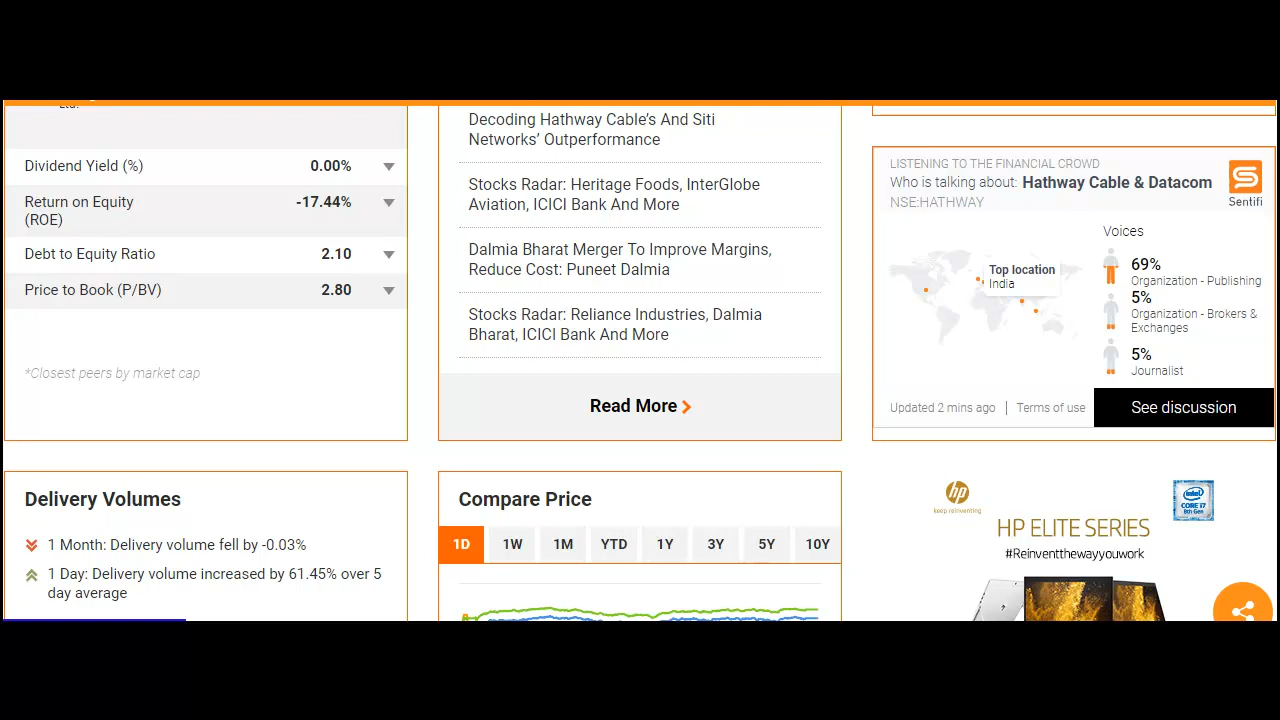 Ltd.
Dividend Yield (%) 0.00%
Return on Equity -17.44%
(ROE)
Debt to Equity Ratio 2.10
Price to Book (P/BV) 2.80
*Closest peers by market cap
Decoding Hathway Cable’s And Siti
Networks’ Outperformance
Stocks Radar: Heritage Foods, InterGlobe
Aviation, ICICI Bank And More
Dalmia Bharat Merger To Improve Margins,
Reduce Cost: Puneet Dalmia
Stocks Radar: Reliance Industries, Dalmia
Bharat, ICICI Bank And More
Read More
LISTENING TO THE FINANCIAL CROWD
Who is talking about: Hathway Cable & Datacom
NSE:HATHWAY
Sentifi
Voices
Top location
India
69%
Organization - Publishing
5%
Organization - Brokers &
Exchanges
5%
Journalist
Updated 2 mins ago | Terms of use
See discussion
Delivery Volumes
1 Month: Delivery volume fell by -0.03%
1 Day: Delivery volume increased by 61.45% over 5
day average
Compare Price
1D 1W 1M YTD 1Y 3Y 5Y 10Y
hp
keep reinventing
intel
CORE i7
8th Gen
HP ELITE SERIES
#Reinventthewayyouwork